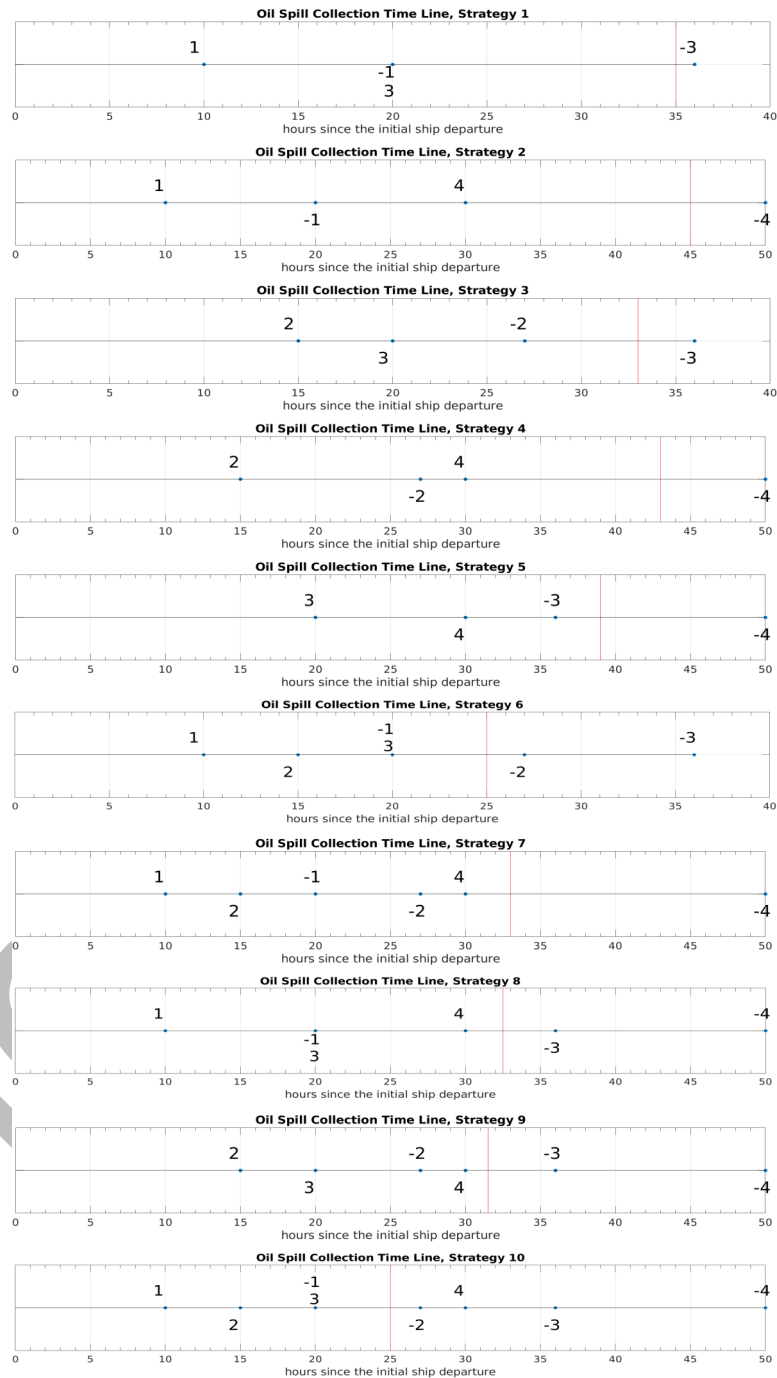 Oil Spill Collection Time Line, Strategy 1
1 -3
-1
3
0 5 10 15 20 25 30 35 40
hours since the initial ship departure
Oil Spill Collection Time Line, Strategy 2
1 4
-1 -4
0 5 10 15 20 25 30 35 40 45 50
hours since the initial ship departure
Oil Spill Collection Time Line, Strategy 3
2 -2
3 -3
0 5 10 15 20 25 30 35 40
hours since the initial ship departure
Oil Spill Collection Time Line, Strategy 4
2 4
-2 -4
0 5 10 15 20 25 30 35 40 45 50
hours since the initial ship departure
Oil Spill Collection Time Line, Strategy 5
3 -3
4 -4
0 5 10 15 20 25 30 35 40 45 50
hours since the initial ship departure
Oil Spill Collection Time Line, Strategy 6
-1
1 3 -3
2 -2
0 5 10 15 20 25 30 35 40
hours since the initial ship departure
Oil Spill Collection Time Line, Strategy 7
1 -1 4
2 -2 -4
0 5 10 15 20 25 30 35 40 45 50
hours since the initial ship departure
Oil Spill Collection Time Line, Strategy 8
1 4 -4
-1
3 -3
0 5 10 15 20 25 30 35 40 45 50
hours since the initial ship departure
Oil Spill Collection Time Line, Strategy 9
2 -2 -3
3 4 -4
0 5 10 15 20 25 30 35 40 45 50
hours since the initial ship departure
Oil Spill Collection Time Line, Strategy 10
-1
1 3 4 -4
2 -2 -3
0 5 10 15 20 25 30 35 40 45 50
hours since the initial ship departure